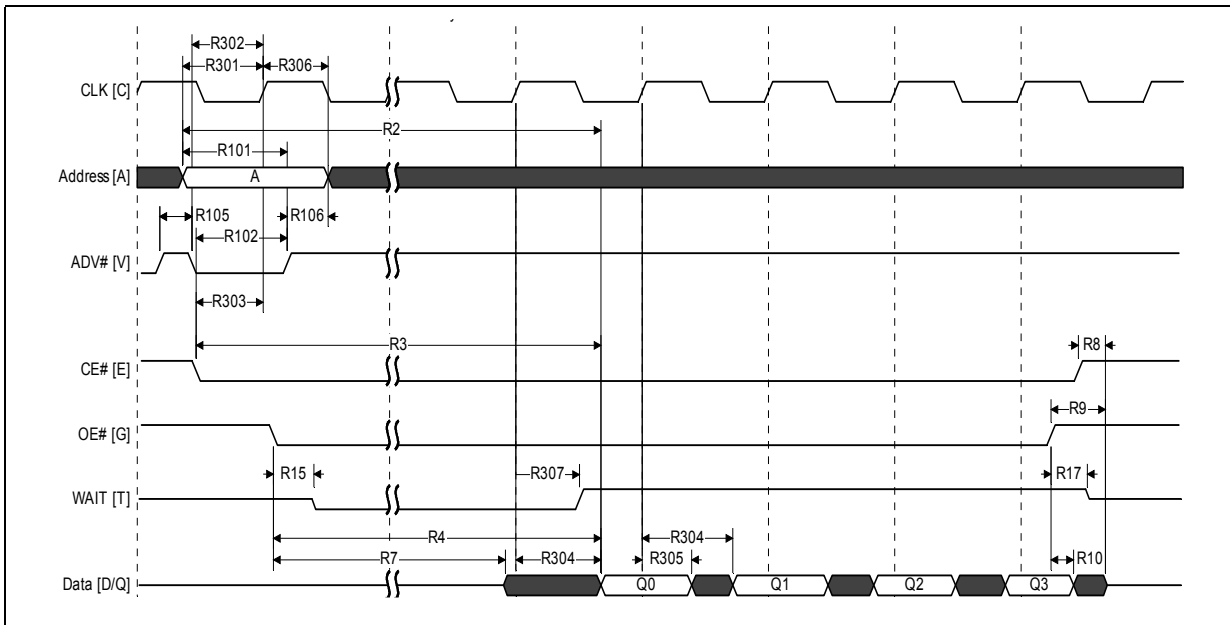 R302
R301 R306
CLK [C]
R2
R101
Address [A] A
R105 R106
R102
ADV# [V]
R303
R3
R8
CE# [E]
R9
OE# [G]
R15 R307 R17
WAIT [T]
R4 R304
R7 R304 R305 R10
Data [D/Q] Q0 Q1 Q2 Q3